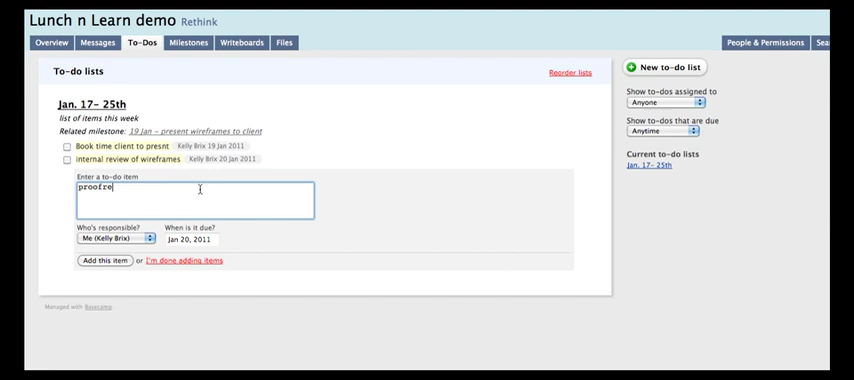 Lunch n Learn demo Rethink
Overview Messages To-Dos Milestones Writeboards Files People & Permissions Sea
To-do lists Reorder lists
New to-do list
Show to-dos assigned to
Anyone
Show to-dos that are due
Anytime
Current to-do lists
Jan. 17– 25th
Jan. 17– 25th
list of items this week
Related milestone: 19 Jan – present wireframes to client
Book time client to presnt Kelly Brix 19 Jan 2011
internal review of wireframes Kelly Brix 20 Jan 2011
Enter a to-do item
proofre
Who's responsible? When is it due?
Me (Kelly Brix) Jan 20, 2011
Add this item or I'm done adding items
Managed with Basecamp